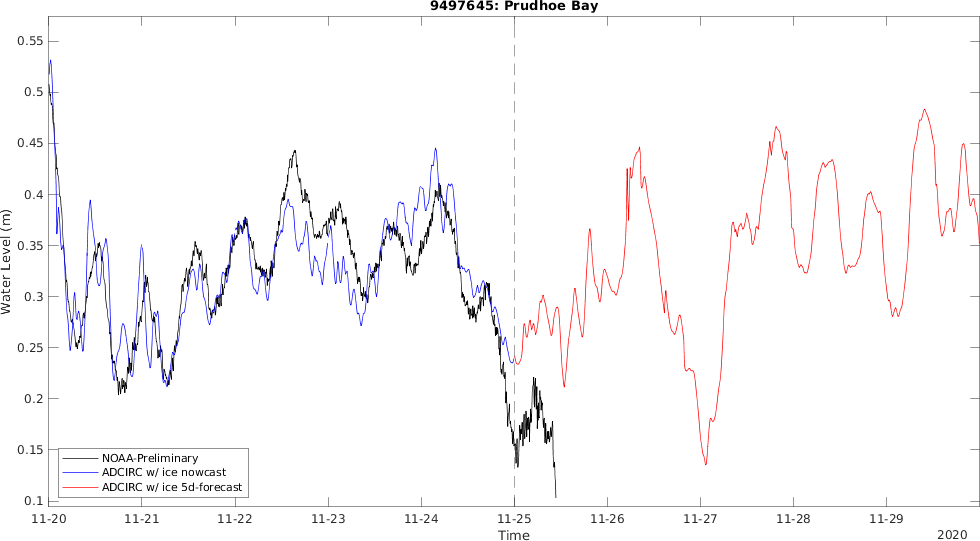 9497645: Prudhoe Bay
0.55
0.5
0.45
0.4
0.35
0.3
0.25
0.2
0.15
0.1
Water Level (m)
NOAA-Preliminary
ADCIRC w/ ice nowcast
ADCIRC w/ ice 5d-forecast
11-20 11-21 11-22 11-23 11-24 11-25 11-26 11-27 11-28 11-29
Time
2020